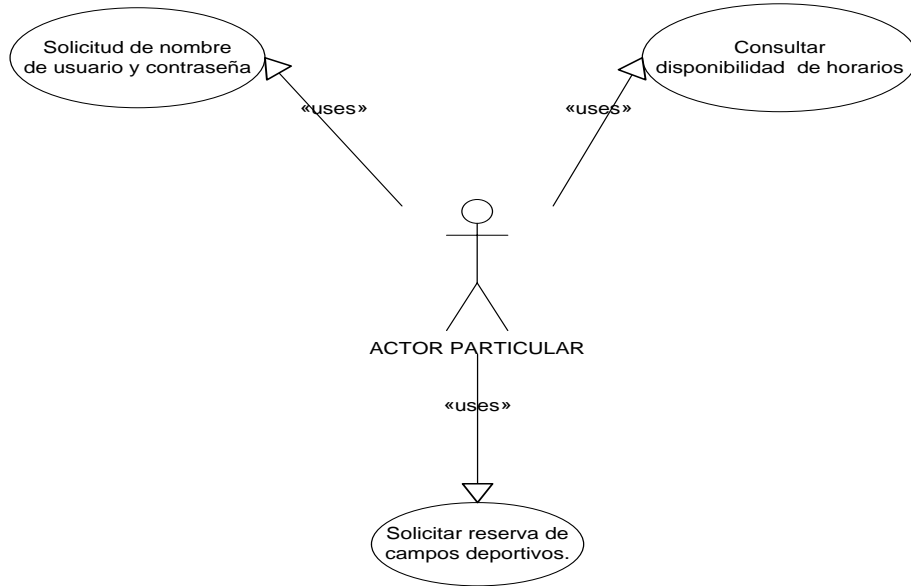 Solicitud de nombre
de usuario y contraseña
Consultar
disponibilidad de horarios
«uses»
«uses»
ACTOR PARTICULAR
«uses»
Solicitar reserva de
campos deportivos.